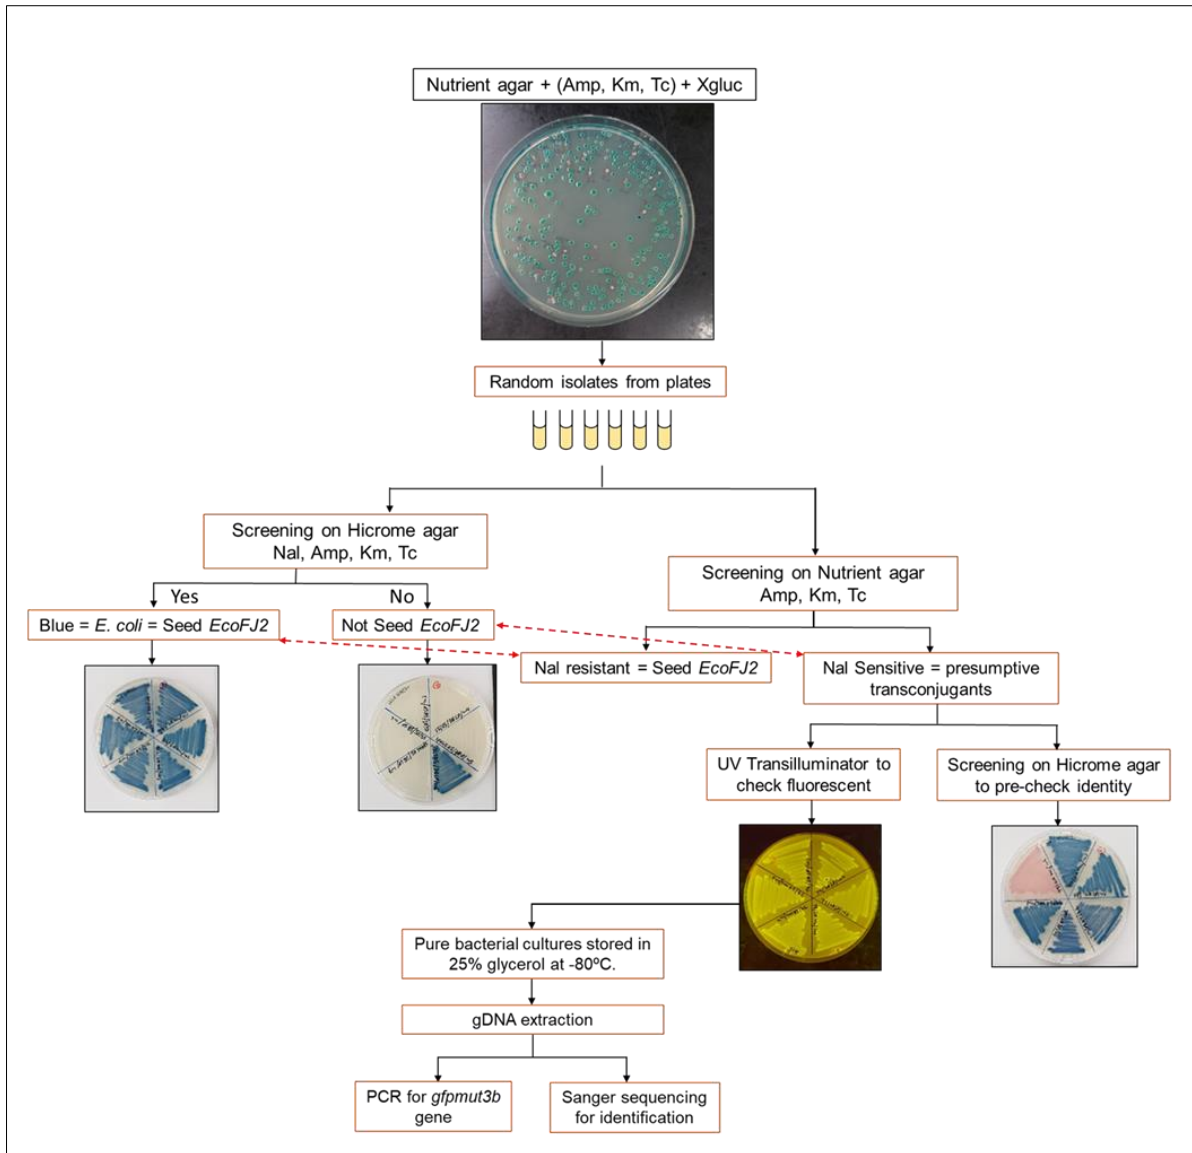 Nutrient agar + (Amp, Km, Tc) + Xgluc
Random isolates from plates
Screening on Hicrome agar
Nal, Amp, Km, Tc
Screening on Nutrient agar
Amp, Km, Tc
Yes
No
Blue = E. coli = Seed EcoFJ2
Not Seed EcoFJ2
Nal resistant = Seed EcoFJ2
Nal Sensitive = presumptive
transconjugants
UV Transilluminator to
check fluorescent
Screening on Hicrome agar
to pre-check identity
Pure bacterial cultures stored in
25% glycerol at -80ºC.
gDNA extraction
PCR for gfpmut3b
gene
Sanger sequencing
for identification